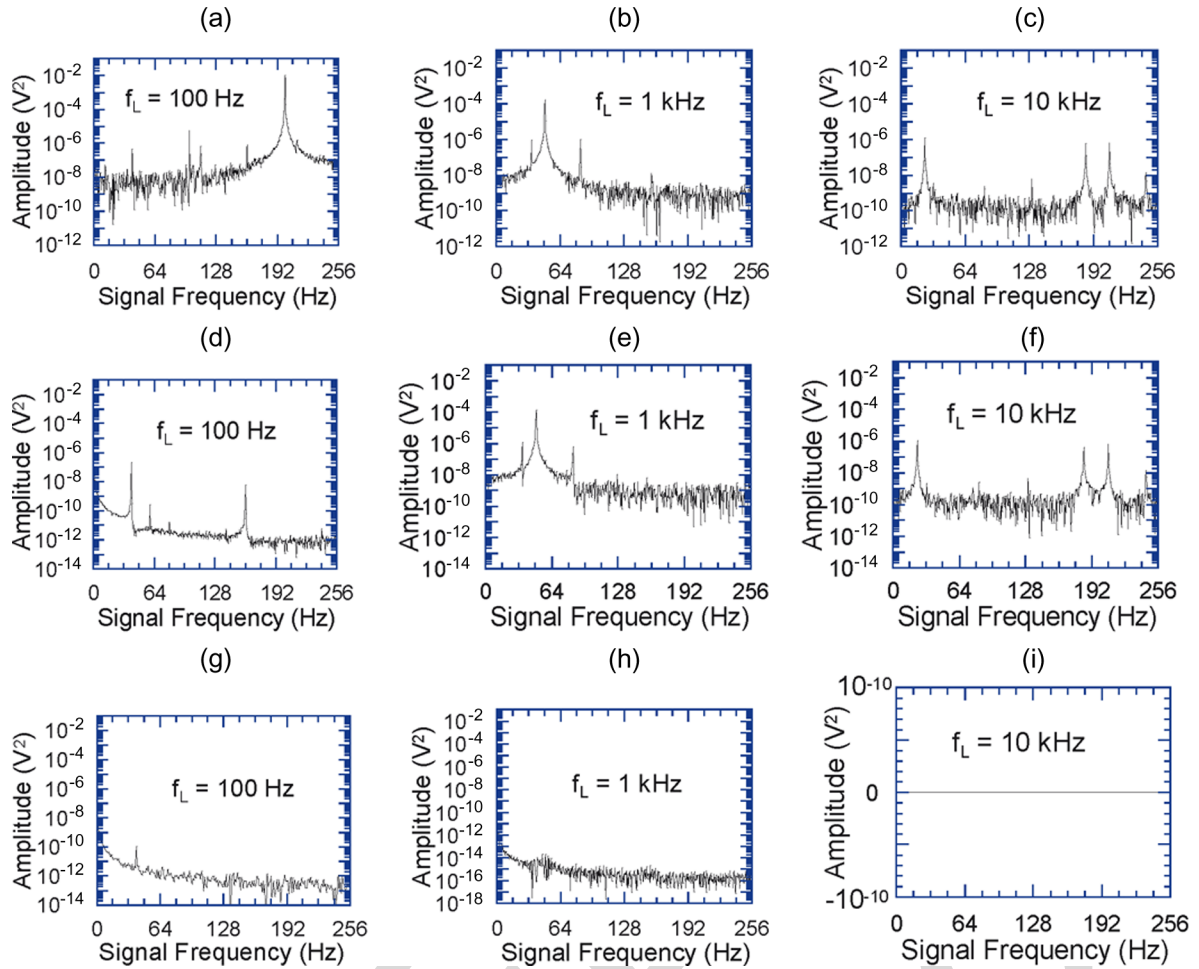 (a) (b) (c)
10⁻² 10⁻² 10⁻²
f_L = 100 Hz f_L = 1 kHz f_L = 10 kHz
10⁻⁴ 10⁻⁴ 10⁻⁴
10⁻⁶ 10⁻⁶ 10⁻⁶
10⁻⁸ 10⁻⁸ 10⁻⁸
10⁻¹⁰ 10⁻¹⁰ 10⁻¹⁰
10⁻¹² 10⁻¹² 10⁻¹²
Amplitude (V²) Amplitude (V²) Amplitude (V²)
0 64 128 192 256 0 64 128 192 256 0 64 128 192 256
Signal Frequency (Hz) Signal Frequency (Hz) Signal Frequency (Hz)
(d) (e) (f)
10⁻² 10⁻² 10⁻²
10⁻⁴ 10⁻⁴ 10⁻⁴
f_L = 100 Hz f_L = 1 kHz f_L = 10 kHz
10⁻⁶ 10⁻⁶ 10⁻⁶
10⁻⁸ 10⁻⁸ 10⁻⁸
10⁻¹⁰ 10⁻¹⁰ 10⁻¹⁰
10⁻¹² 10⁻¹² 10⁻¹²
10⁻¹⁴ 10⁻¹⁴ 10⁻¹⁴
Amplitude (V²) Amplitude (V²) Amplitude (V²)
0 64 128 192 256 0 64 128 192 256 0 64 128 192 256
Signal Frequency (Hz) Signal Frequency (Hz) Signal Frequency (Hz)
(g) (h) (i)
10⁻² 10⁻² 10⁻¹⁰
10⁻⁴ 10⁻⁴
10⁻⁶ 10⁻⁶ f_L = 10 kHz
f_L = 100 Hz f_L = 1 kHz 0
10⁻⁸ 10⁻⁸
10⁻¹⁰ 10⁻¹⁰
10⁻¹² 10⁻¹²
10⁻¹⁴ 10⁻¹⁴
10⁻¹⁶
10⁻¹⁸ -10⁻¹⁰
Amplitude (V²) Amplitude (V²) Amplitude (V²)
0 64 128 192 256 0 64 128 192 256 0 64 128 192 256
Signal Frequency (Hz) Signal Frequency (Hz) Signal Frequency (Hz)